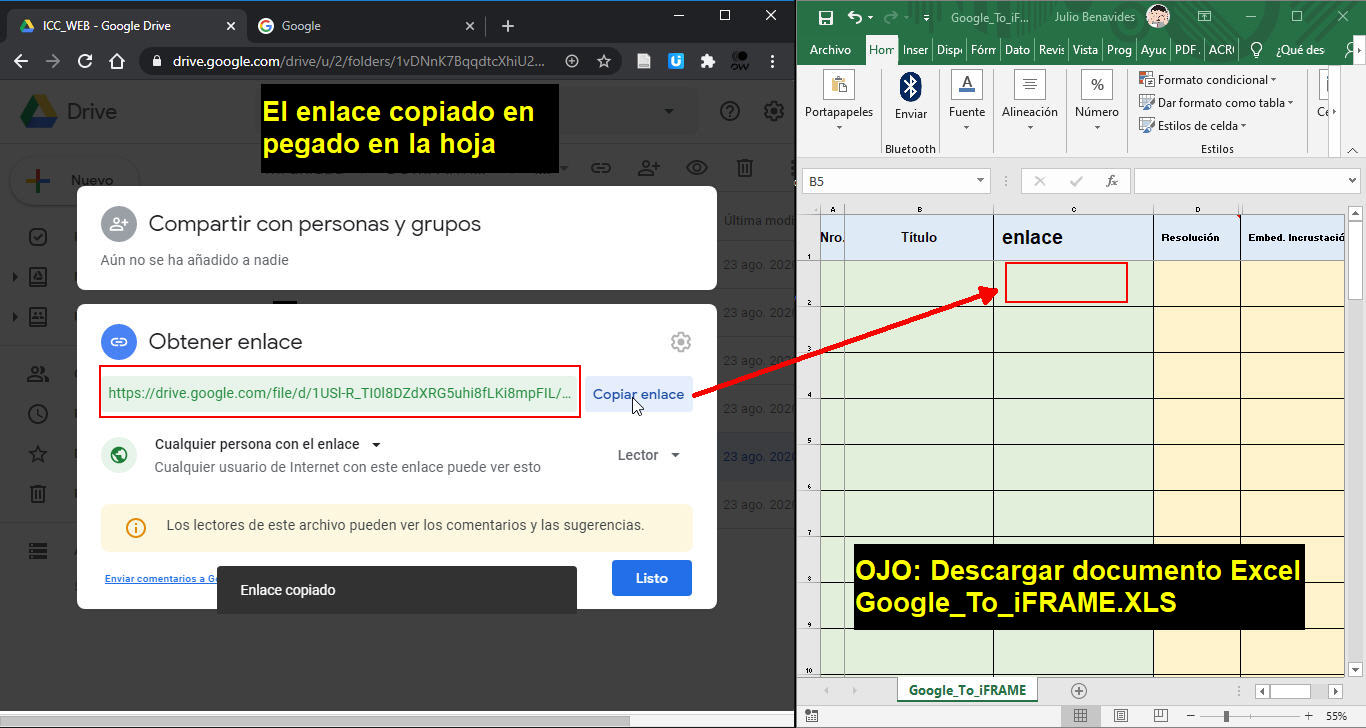 ICC_WEB - Google Drive
Google
drive.google.com/drive/u/2/folders/1vDNnK7BqqdtcXhiU2...
Drive
El enlace copiado en
pegado en la hoja
Nuevo
Última modi
Compartir con personas y grupos
Aún no se ha añadido a nadie
23 ago. 2020
23 ago. 2020
Obtener enlace
23 ago. 2020
https://drive.google.com/file/d/1USl-R_TI0l8DZdXRG5uhi8fLKi8mpFIL/...
Copiar enlace
23 ago. 2020
Cualquier persona con el enlace
Cualquier usuario de Internet con este enlace puede ver esto
Lector
23 ago. 2020
23 ago. 2020
Los lectores de este archivo pueden ver los comentarios y las sugerencias.
Enviar comentarios a Go
Enlace copiado
Listo
Google_To_iF...
Julio Benavides
Archivo
Hom
Inser
Dispo
Fórm
Dato
Revis
Vista
Prog
Ayuc
PDF
ACR
¿Qué des
Portapapeles
Enviar
Fuente
Alineación
Número
Formato condicional
Dar formato como tabla
Estilos de celda
Ce
Bluetooth
Estilos
B5
fx
A
B
C
D
1
Nro.
Título
enlace
Resolución
Embed. Incrustació
2
3
4
5
6
7
8
9
10
OJO: Descargar documento Excel
Google_To_iFRAME.XLS
Google_To_iFRAME
55%